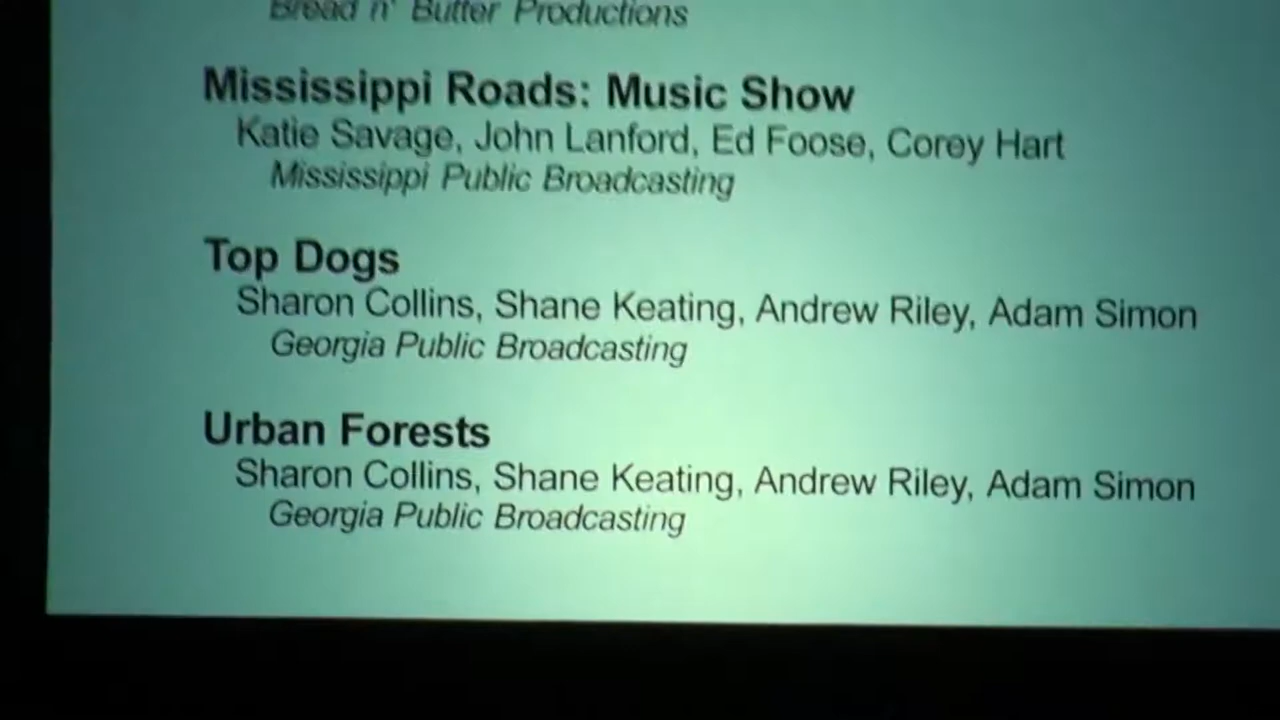 Bread n' Butter Productions
Mississippi Roads: Music Show
Katie Savage, John Lanford, Ed Foose, Corey Hart
Mississippi Public Broadcasting
Top Dogs
Sharon Collins, Shane Keating, Andrew Riley, Adam Simon
Georgia Public Broadcasting
Urban Forests
Sharon Collins, Shane Keating, Andrew Riley, Adam Simon
Georgia Public Broadcasting